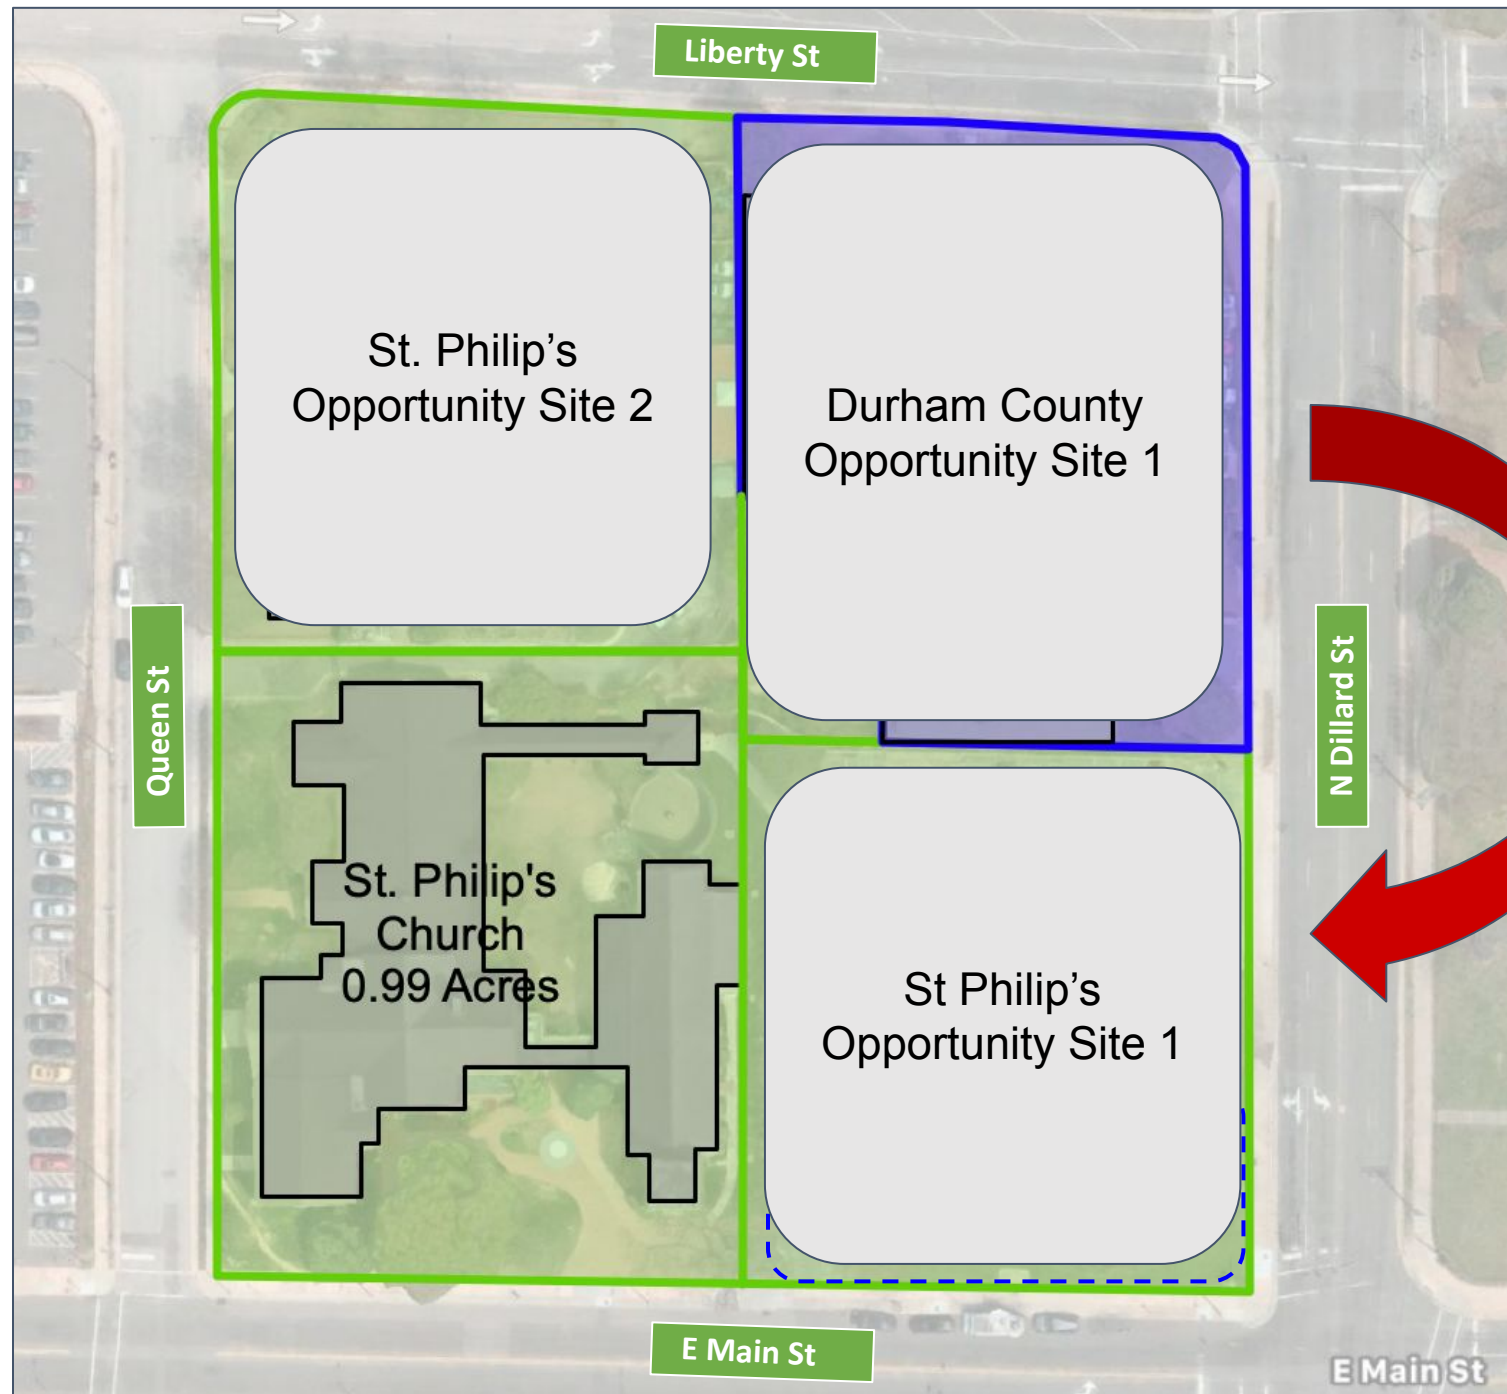 Liberty St
St. Philip’s
Opportunity Site 2
Durham County
Opportunity Site 1
Queen St
N Dillard St
St. Philip's
Church
0.99 Acres
St Philip’s
Opportunity Site 1
E Main St
E Main St